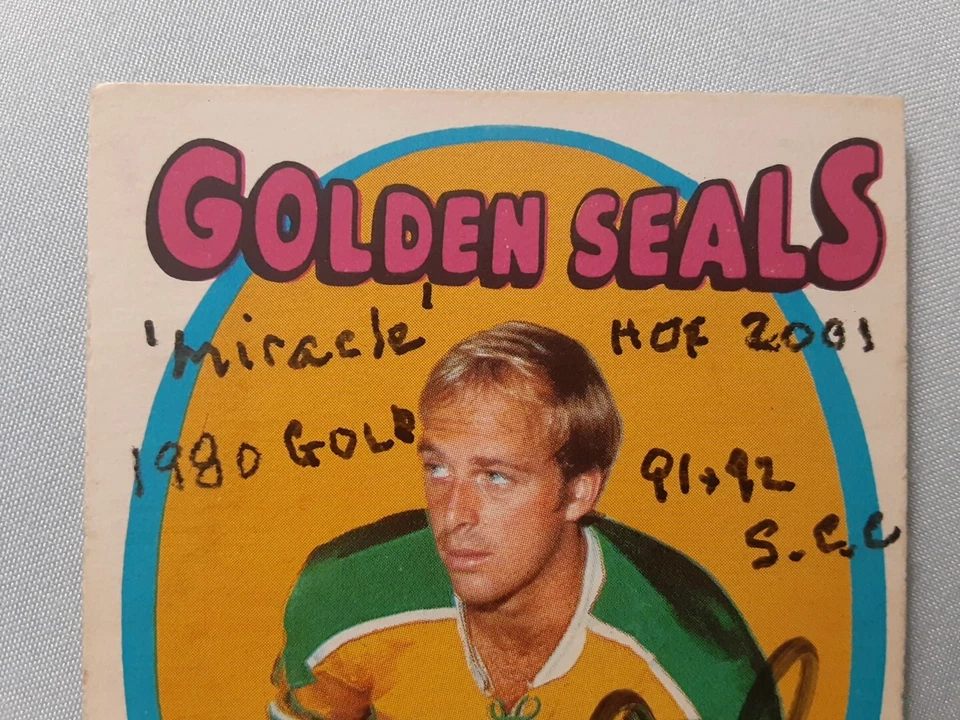 GOLDEN SEALS
'miracle'
1980 GOLD
HOF 2001
91+92
S.C.C